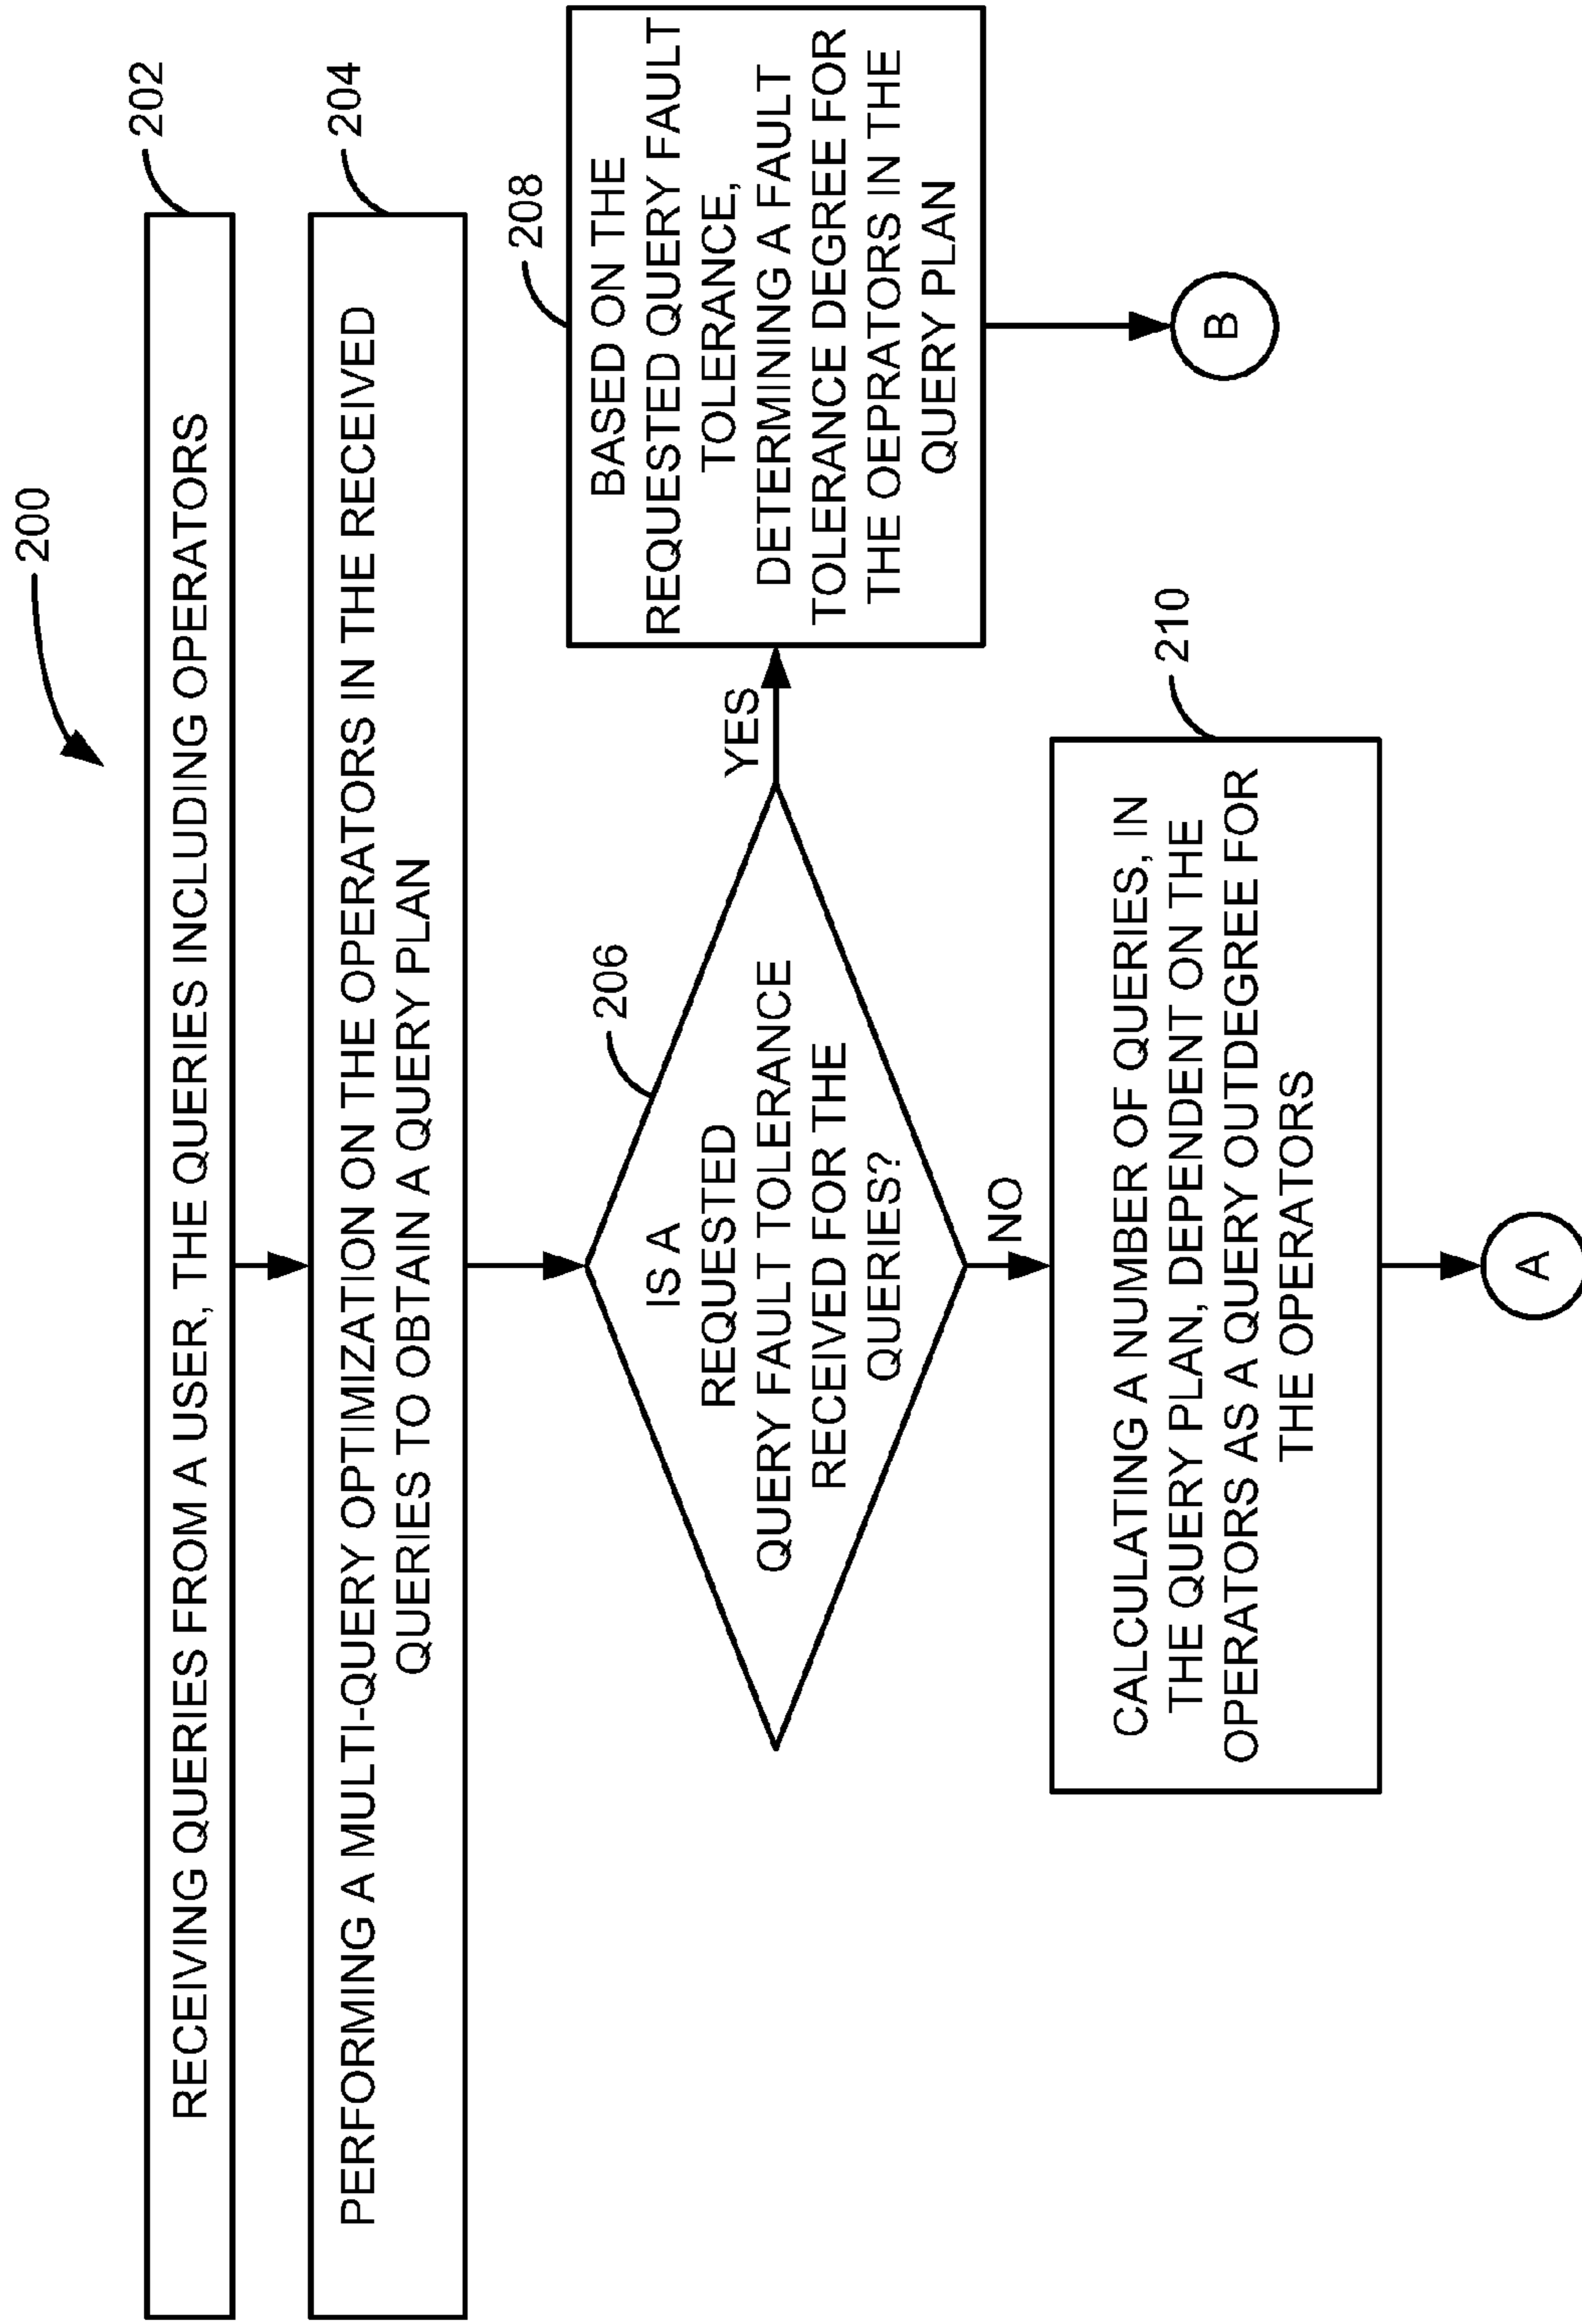 200
202
RECEIVING QUERIES FROM A USER, THE QUERIES INCLUDING OPERATORS
204
PERFORMING A MULTI-QUERY OPTIMIZATION ON THE OPERATORS IN THE RECEIVED
QUERIES TO OBTAIN A QUERY PLAN
206
IS A
REQUESTED
QUERY FAULT TOLERANCE
RECEIVED FOR THE
QUERIES?
YES
208
BASED ON THE
REQUESTED QUERY FAULT
TOLERANCE,
DETERMINING A FAULT
TOLERANCE DEGREE FOR
THE OEPRATORS IN THE
QUERY PLAN
B
NO
210
CALCULATING A NUMBER OF QUERIES, IN
THE QUERY PLAN, DEPENDENT ON THE
OPERATORS AS A QUERY OUTDEGREE FOR
THE OPERATORS
A